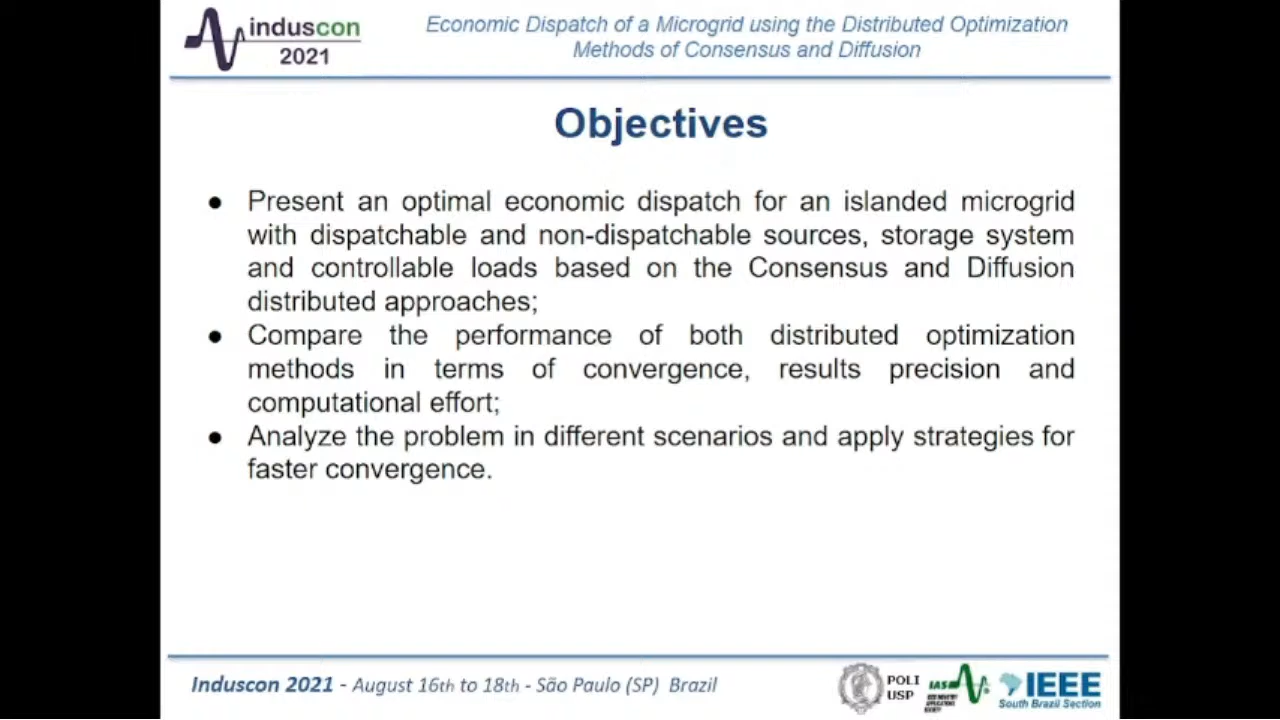 induscon
2021
Economic Dispatch of a Microgrid using the Distributed Optimization
Methods of Consensus and Diffusion
Objectives
● Present an optimal economic dispatch for an islanded microgrid
with dispatchable and non-dispatchable sources, storage system
and controllable loads based on the Consensus and Diffusion
distributed approaches;
● Compare the performance of both distributed optimization
methods in terms of convergence, results precision and
computational effort;
● Analyze the problem in different scenarios and apply strategies for
faster convergence.
Induscon 2021 - August 16th to 18th - São Paulo (SP) Brazil
POLI
USP
IAS
IEEE INDUSTRY
APPLICATIONS
SOCIETY
IEEE
South Brazil Section